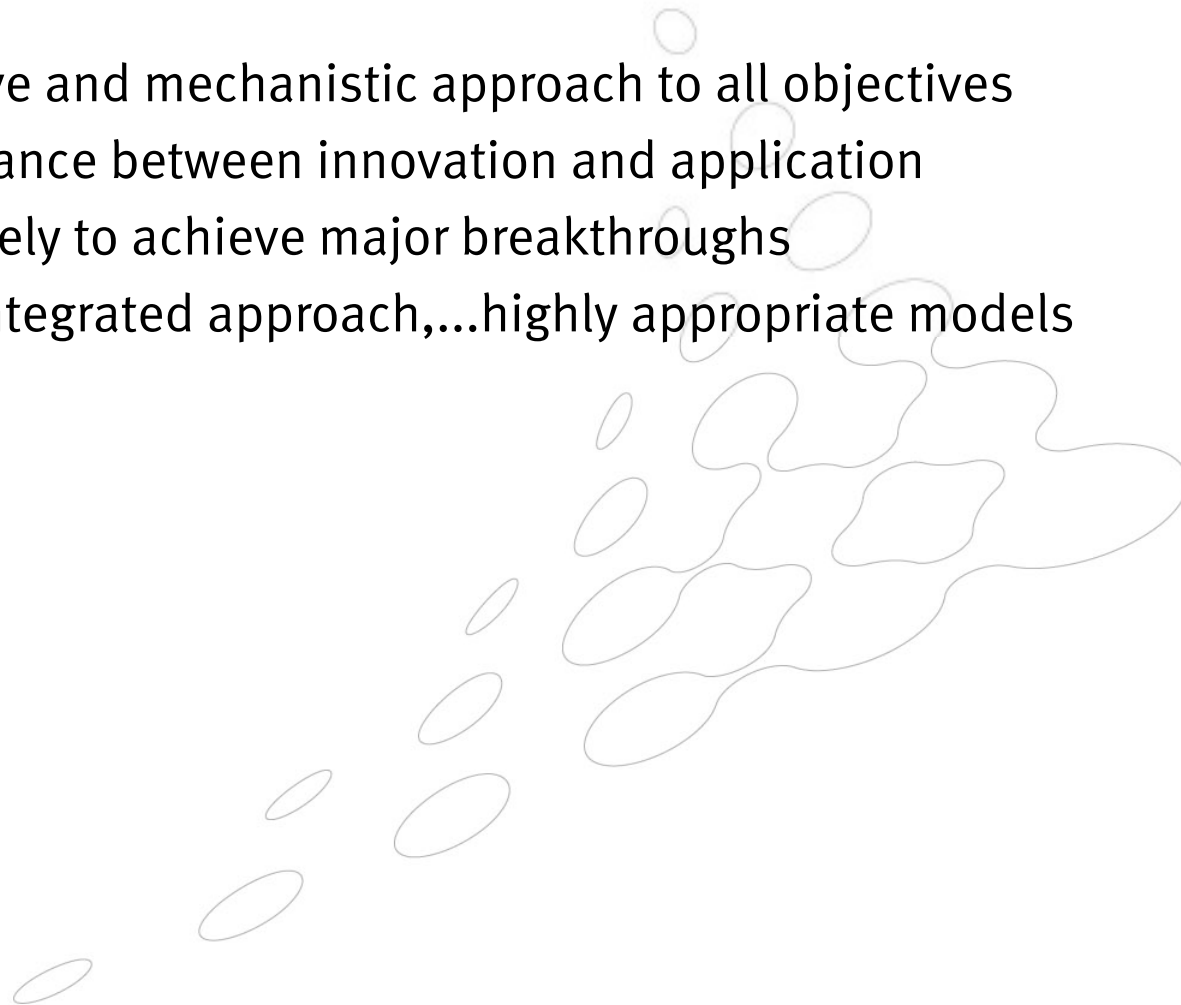 ve and mechanistic approach to all objectives
ance between innovation and application
ely to achieve major breakthroughs
ntegrated approach,...highly appropriate models